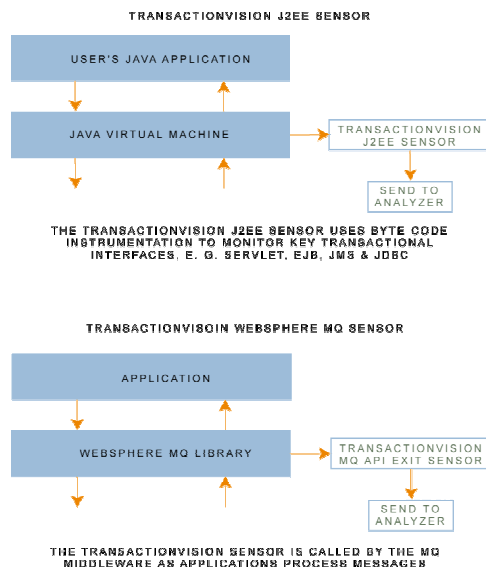 TRANSACTIONVISION J2EE SENSOR
USER'S JAVA APPLICATION
JAVA VIRTUAL MACHINE
TRANSACTIONVISION
J2EE SENSOR
SEND TO
ANALYZER
THE TRANSACTIONVISION J2EE SENSOR USES BYTE CODE
INSTRUMENTATION TO MONITOR KEY TRANSACTIONAL
INTERFACES, E. G. SERVLET, EJB, JMS & JDBC
TRANSACTIONVISOIN WEBSPHERE MQ SENSOR
APPLICATION
WEBSPHERE MQ LIBRARY
TRANSACTIONVISION
MQ API EXIT SENSOR
SEND TO
ANALYZER
THE TRANSACTIONVISION SENSOR IS CALLED BY THE MQ
MIDDLEWARE AS APPLICATIONS PROCESS MESSAGES